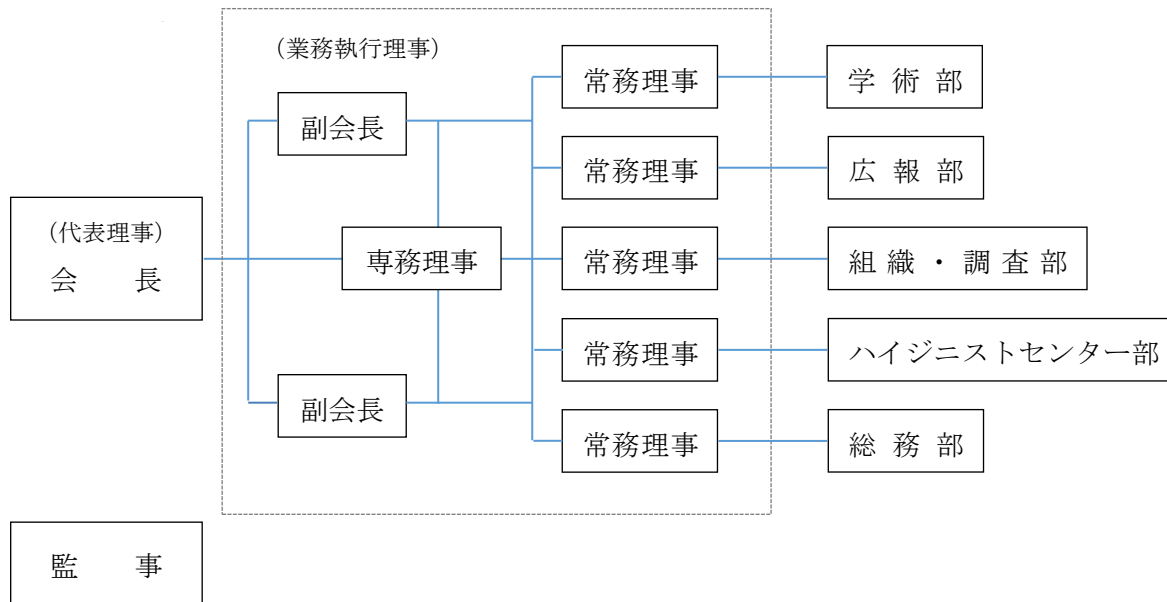 （業務執行理事）
常務理事
学術部
副会長
常務理事
広報部
（代表理事）
会　長
専務理事
常務理事
組織・調査部
常務理事
ハイジニストセンター部
副会長
常務理事
総務部
監　事